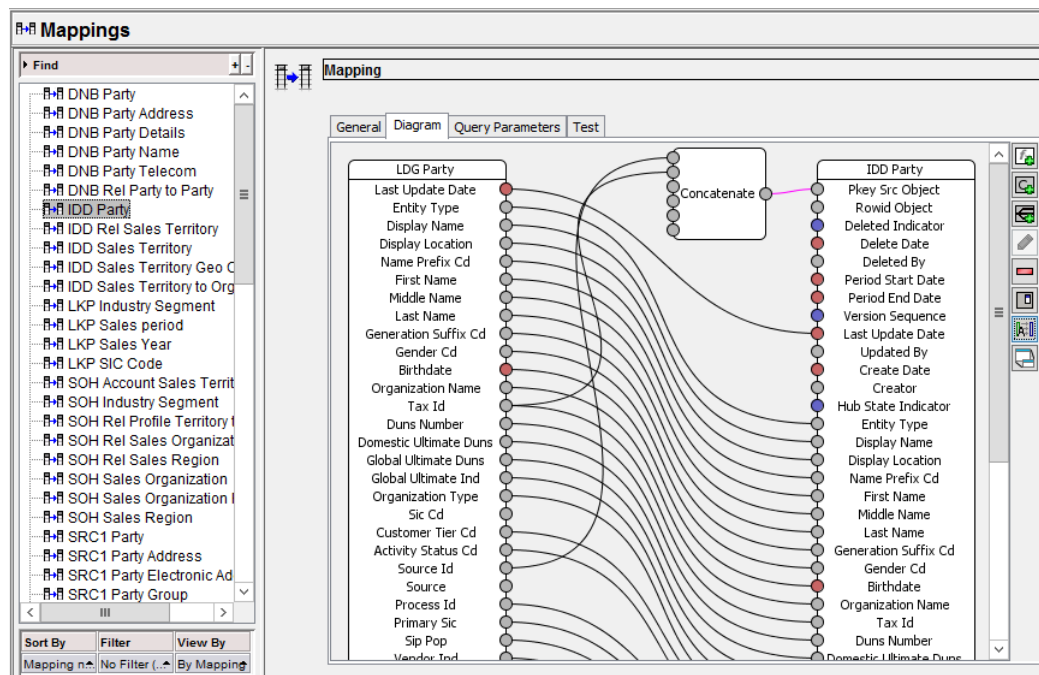 Mappings
Find
+ -
DNB Party
DNB Party Address
DNB Party Details
DNB Party Name
DNB Party Telecom
DNB Rel Party to Party
IDD Party
IDD Rel Sales Territory
IDD Sales Territory
IDD Sales Territory Geo C
IDD Sales Territory to Org
LKP Industry Segment
LKP Sales period
LKP Sales Year
LKP SIC Code
SOH Account Sales Territ
SOH Industry Segment
SOH Rel Profile Territory t
SOH Rel Sales Organizat
SOH Rel Sales Region
SOH Sales Organization
SOH Sales Organization I
SOH Sales Region
SRC1 Party
SRC1 Party Address
SRC1 Party Electronic Ad
SRC1 Party Group
Sort By Filter View By
Mapping n... No Filter (... By Mapping
Mapping
General Diagram Query Parameters Test
LDG Party
Last Update Date
Entity Type
Display Name
Display Location
Name Prefix Cd
First Name
Middle Name
Last Name
Generation Suffix Cd
Gender Cd
Birthdate
Organization Name
Tax Id
Duns Number
Domestic Ultimate Duns
Global Ultimate Duns
Global Ultimate Ind
Organization Type
Sic Cd
Customer Tier Cd
Activity Status Cd
Source Id
Source
Process Id
Primary Sic
Sip Pop
Vendor Ind
Concatenate
IDD Party
Pkey Src Object
Rowid Object
Deleted Indicator
Delete Date
Deleted By
Period Start Date
Period End Date
Version Sequence
Last Update Date
Updated By
Create Date
Creator
Hub State Indicator
Entity Type
Display Name
Display Location
Name Prefix Cd
First Name
Middle Name
Last Name
Generation Suffix Cd
Gender Cd
Birthdate
Organization Name
Tax Id
Duns Number
Domestic Ultimate Duns